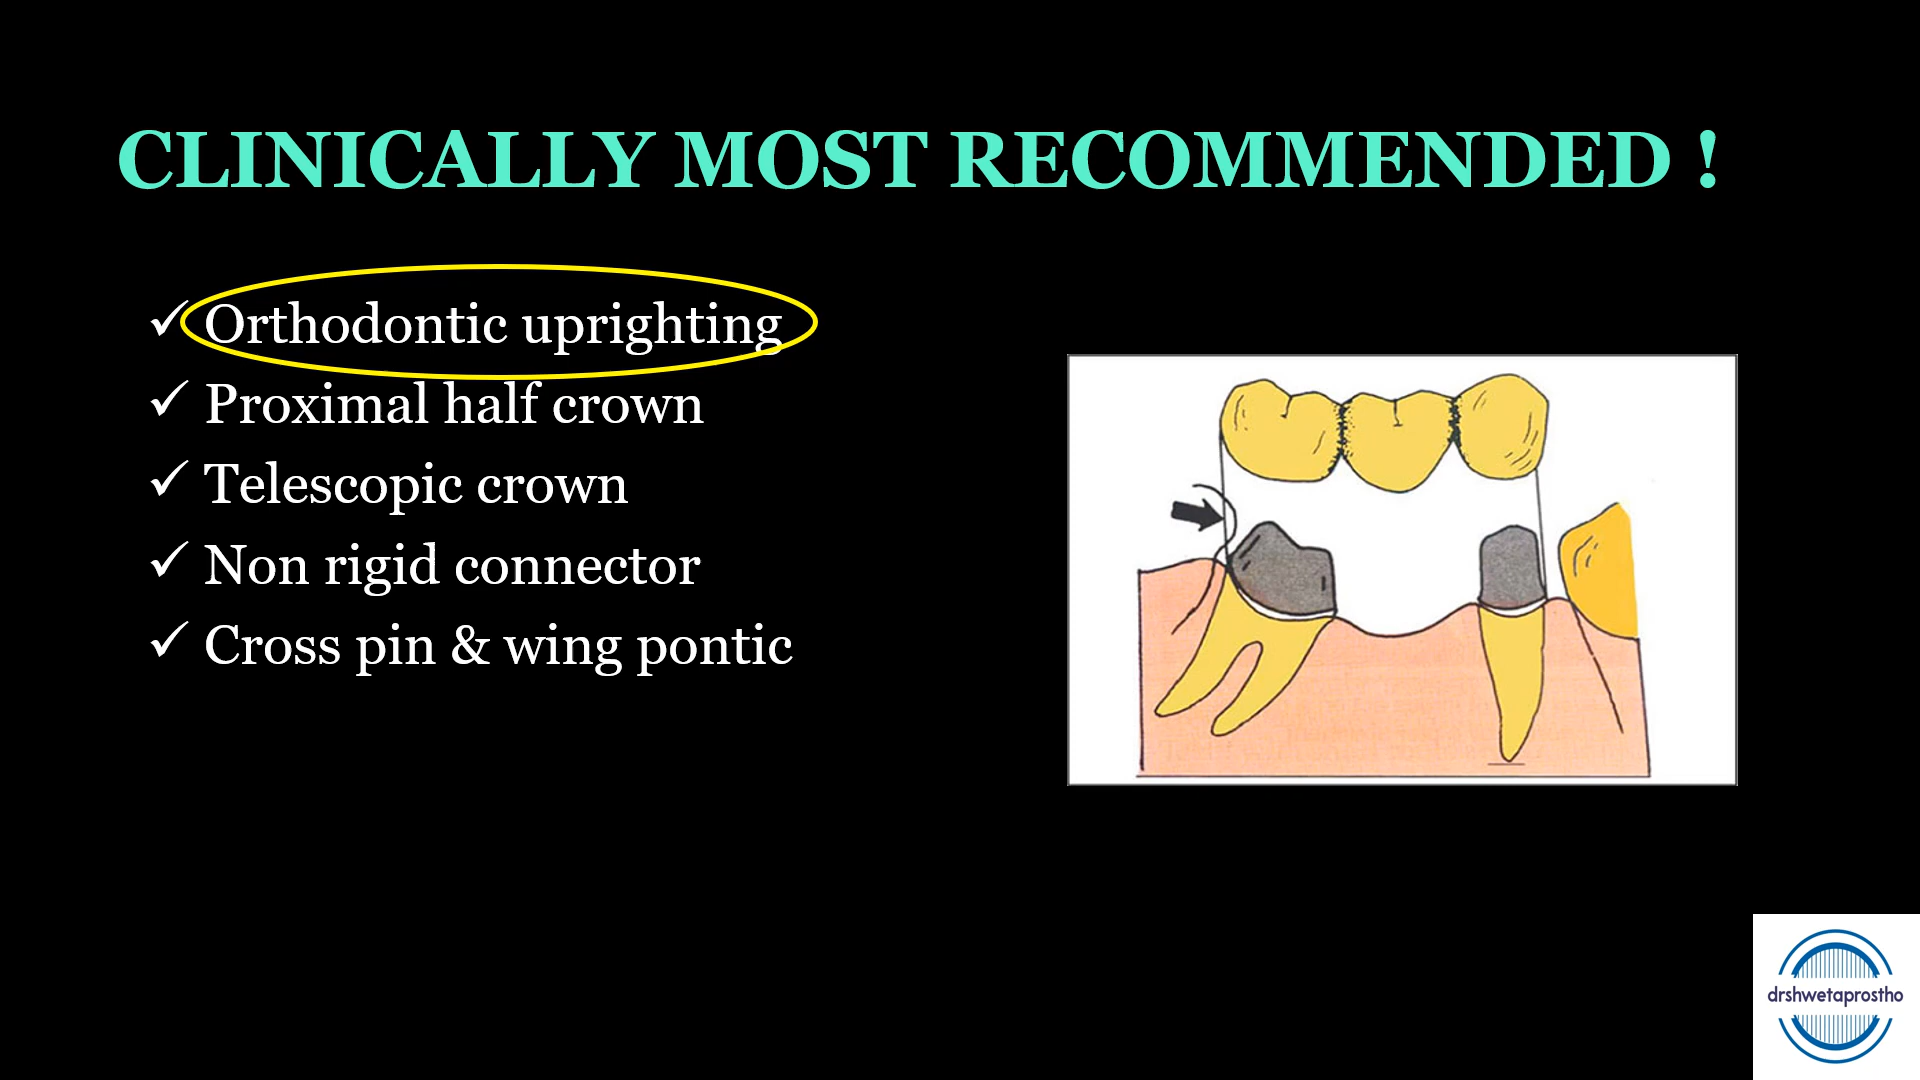 CLINICALLY MOST RECOMMENDED !
✓ Orthodontic uprighting
✓ Proximal half crown
✓ Telescopic crown
✓ Non rigid connector
✓ Cross pin & wing pontic
drshwetaprostho